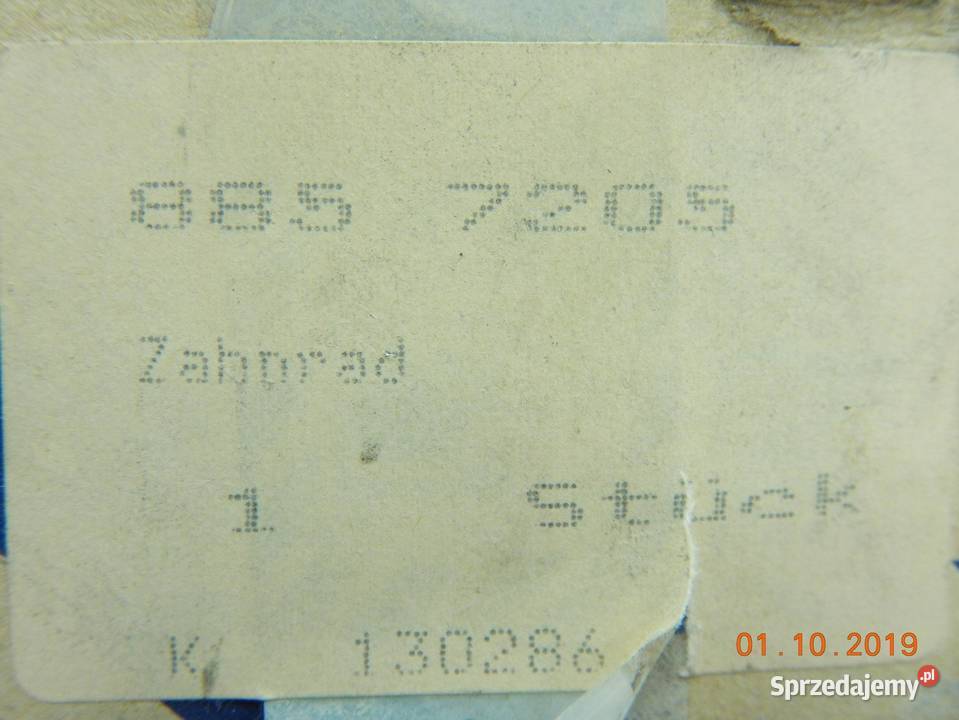 885 7205
Zahnrad
1 Stück
K 130286
01.10.2019
Sprzedajemy.pl